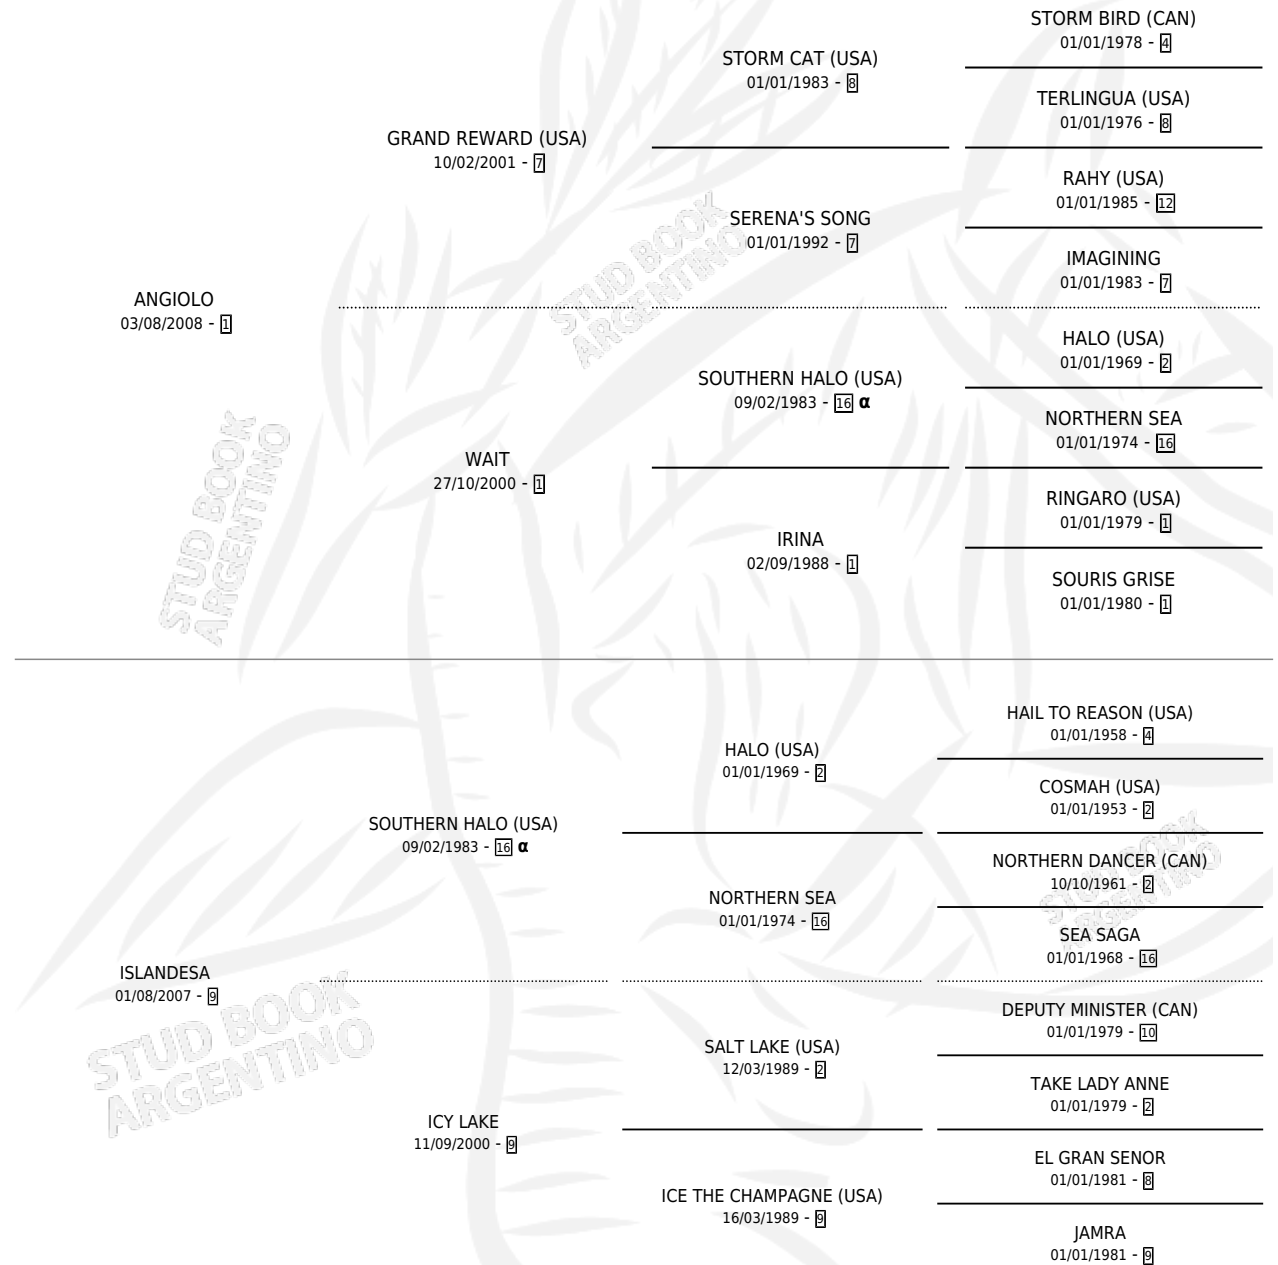 STORM BIRD (CAN)
01/01/1978 - 4
STORM CAT (USA)
01/01/1983 - 8
TERLINGUA (USA)
01/01/1976 - 8
GRAND REWARD (USA)
10/02/2001 - 7
RAHY (USA)
01/01/1985 - 12
SERENA'S SONG
01/01/1992 - 7
IMAGINING
01/01/1983 - 7
STUD BOOK
ARGENTINO
ANGIOLO
03/08/2008 - 1
HALO (USA)
01/01/1969 - 2
SOUTHERN HALO (USA)
09/02/1983 - 16 α
NORTHERN SEA
01/01/1974 - 16
WAIT
27/10/2000 - 1
RINGARO (USA)
01/01/1979 - 1
IRINA
02/09/1988 - 1
SOURIS GRISE
01/01/1980 - 1
STUD BOOK
ARGENTINO
HAIL TO REASON (USA)
01/01/1958 - 4
HALO (USA)
01/01/1969 - 2
COSMAH (USA)
01/01/1953 - 2
SOUTHERN HALO (USA)
09/02/1983 - 16 α
NORTHERN DANCER (CAN)
10/10/1961 - 2
NORTHERN SEA
01/01/1974 - 16
SEA SAGA
01/01/1968 - 16
STUD BOOK
ARGENTINO
ISLANDESA
01/08/2007 - 9
DEPUTY MINISTER (CAN)
01/01/1979 - 10
SALT LAKE (USA)
12/03/1989 - 2
TAKE LADY ANNE
01/01/1979 - 2
ICY LAKE
11/09/2000 - 9
EL GRAN SENOR
01/01/1981 - 8
ICE THE CHAMPAGNE (USA)
16/03/1989 - 9
JAMRA
01/01/1981 - 9
STUD BOOK
ARGENTINO